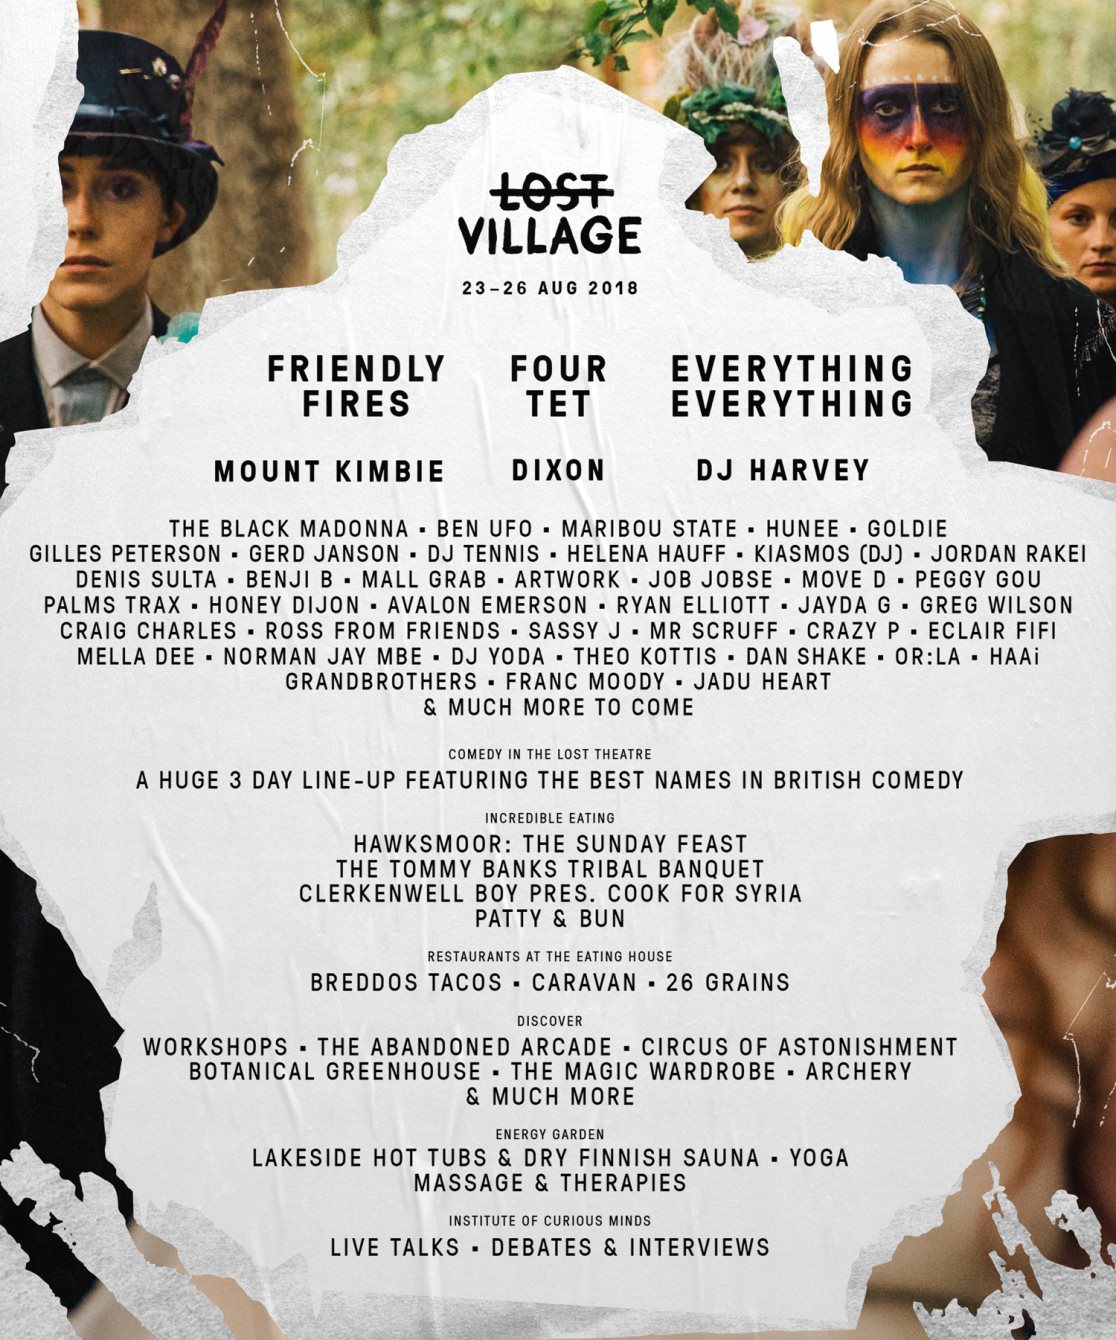 LOST
VILLAGE
23–26 AUG 2018
FRIENDLY FIRES
FOUR TET
EVERYTHING EVERYTHING
MOUNT KIMBIE DIXON DJ HARVEY
THE BLACK MADONNA ▪ BEN UFO ▪ MARIBOU STATE ▪ HUNEE ▪ GOLDIE
GILLES PETERSON ▪ GERD JANSON ▪ DJ TENNIS ▪ HELENA HAUFF ▪ KIASMOS (DJ) ▪ JORDAN RAKEI
DENIS SULTA ▪ BENJI B ▪ MALL GRAB ▪ ARTWORK ▪ JOB JOBSE ▪ MOVE D ▪ PEGGY GOU
PALMS TRAX ▪ HONEY DIJON ▪ AVALON EMERSON ▪ RYAN ELLIOTT ▪ JAYDA G ▪ GREG WILSON
CRAIG CHARLES ▪ ROSS FROM FRIENDS ▪ SASSY J ▪ MR SCRUFF ▪ CRAZY P ▪ ECLAIR FIFI
MELLA DEE ▪ NORMAN JAY MBE ▪ DJ YODA ▪ THEO KOTTIS ▪ DAN SHAKE ▪ OR:LA ▪ HAAi
GRANDBROTHERS ▪ FRANC MOODY ▪ JADU HEART
& MUCH MORE TO COME
COMEDY IN THE LOST THEATRE
A HUGE 3 DAY LINE-UP FEATURING THE BEST NAMES IN BRITISH COMEDY
INCREDIBLE EATING
HAWKSMOOR: THE SUNDAY FEAST
THE TOMMY BANKS TRIBAL BANQUET
CLERKENWELL BOY PRES. COOK FOR SYRIA
PATTY & BUN
RESTAURANTS AT THE EATING HOUSE
BREDDOS TACOS ▪ CARAVAN ▪ 26 GRAINS
DISCOVER
WORKSHOPS ▪ THE ABANDONED ARCADE ▪ CIRCUS OF ASTONISHMENT
BOTANICAL GREENHOUSE ▪ THE MAGIC WARDROBE ▪ ARCHERY
& MUCH MORE
ENERGY GARDEN
LAKESIDE HOT TUBS & DRY FINNISH SAUNA ▪ YOGA
MASSAGE & THERAPIES
INSTITUTE OF CURIOUS MINDS
LIVE TALKS ▪ DEBATES & INTERVIEWS